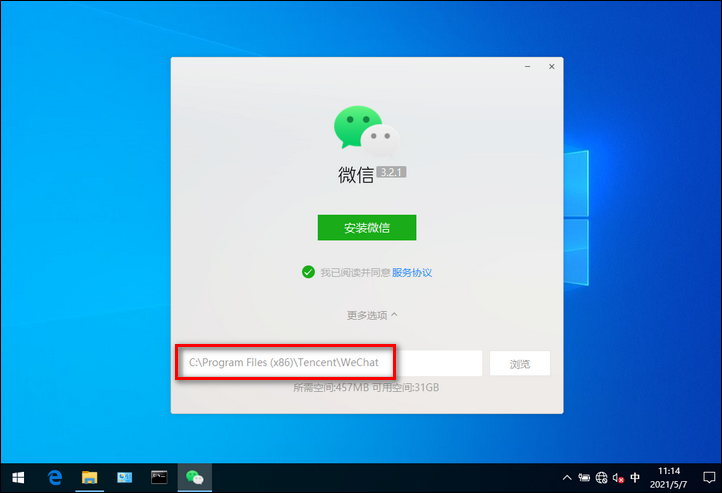 微信 3.2.1
安装微信
我已阅读并同意服务协议
更多选项
C:\Program Files (x86)\Tencent\WeChat
浏览
所需空间:457MB 可用空间:31GB
中
11:14
2021/5/7